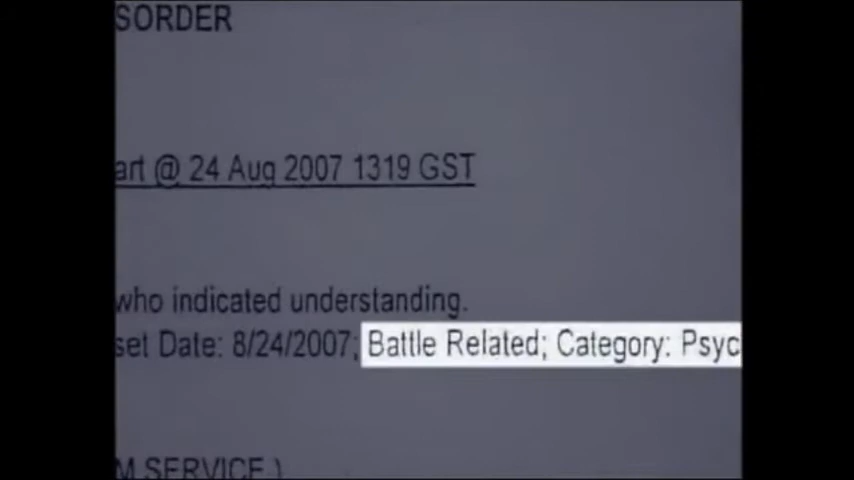 SORDER
art @ 24 Aug 2007 1319 GST
who indicated understanding.
set Date: 8/24/2007; Battle Related; Category: Psyc
M SERVICE )